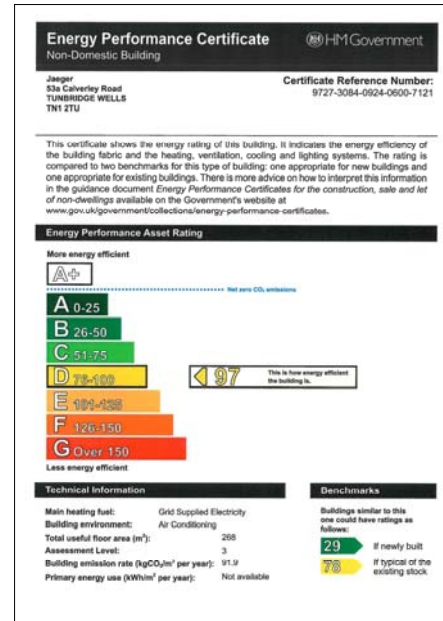 Energy Performance Certificate
HM Government
Non-Domestic Building
Jaeger
53a Calverley Road
TUNBRIDGE WELLS
TN1 2TU
Certificate Reference Number:
9727-3084-0924-0600-7121
This certificate shows the energy rating of this building. It indicates the energy efficiency of
the building fabric and the heating, ventilation, cooling and lighting systems. The rating is
compared to two benchmarks for this type of building: one appropriate for new buildings and
one appropriate for existing buildings. There is more advice on how to interpret this information
in the guidance document Energy Performance Certificates for the construction, sale and let
of non-dwellings available on the Government's website at
www.gov.uk/government/collections/energy-performance-certificates.
Energy Performance Asset Rating
More energy efficient
A+
Net zero CO₂ emissions
A 0-25
B 26-50
C 51-75
D 76-100
97
This is how energy efficient
the building is.
E 101-125
F 126-150
G Over 150
Less energy efficient
Technical Information
Main heating fuel: Grid Supplied Electricity
Building environment: Air Conditioning
Total useful floor area (m²): 268
Assessment Level: 3
Building emission rate (kgCO₂/m² per year): 91.9
Primary energy use (kWh/m² per year): Not available
Benchmarks
Buildings similar to this
one could have ratings as
follows:
29 If newly built
78 If typical of the
existing stock